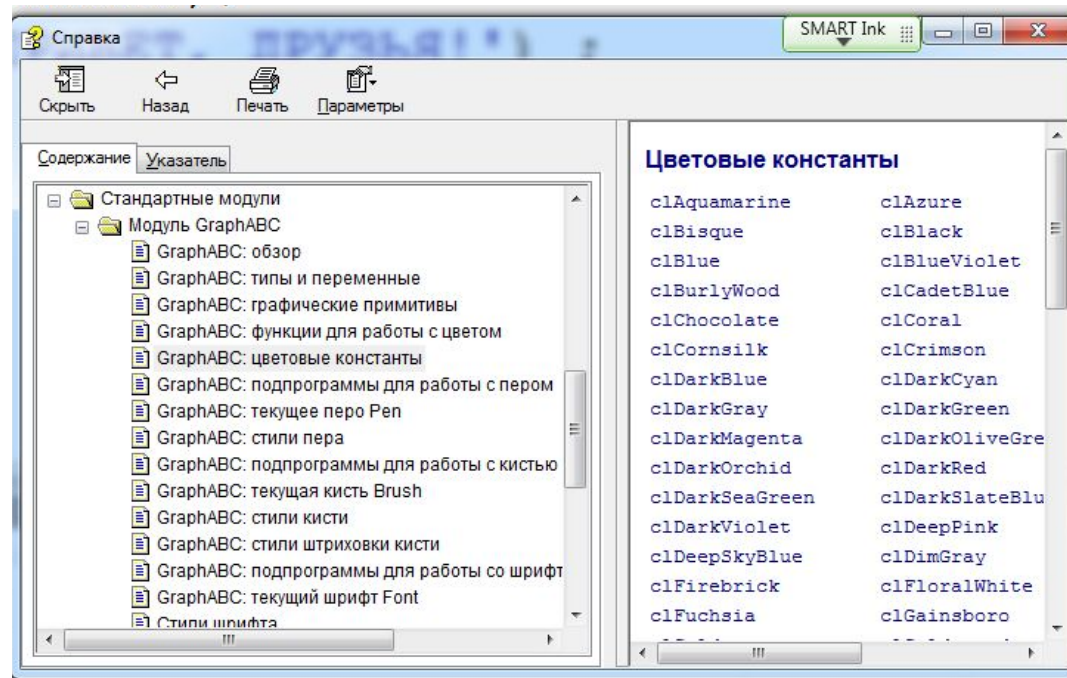 ДРУЗЬЯ!') ;
Справка
SMART Ink
Скрыть Назад Печать Параметры
Содержание Указатель
Стандартные модули
Модуль GraphABC
GraphABC: обзор
GraphABC: типы и переменные
GraphABC: графические примитивы
GraphABC: функции для работы с цветом
GraphABC: цветовые константы
GraphABC: подпрограммы для работы с пером
GraphABC: текущее перо Pen
GraphABC: стили пера
GraphABC: подпрограммы для работы с кистью
GraphABC: текущая кисть Brush
GraphABC: стили кисти
GraphABC: стили штриховки кисти
GraphABC: подпрограммы для работы со шрифт
GraphABC: текущий шрифт Font
Стили шрифта
Цветовые константы
clAquamarine clAzure
clBisque clBlack
clBlue clBlueViolet
clBurlyWood clCadetBlue
clChocolate clCoral
clCornsilk clCrimson
clDarkBlue clDarkCyan
clDarkGray clDarkGreen
clDarkMagenta clDarkOliveGre
clDarkOrchid clDarkRed
clDarkSeaGreen clDarkSlateBlu
clDarkViolet clDeepPink
clDeepSkyBlue clDimGray
clFirebrick clFloralWhite
clFuchsia clGainsboro